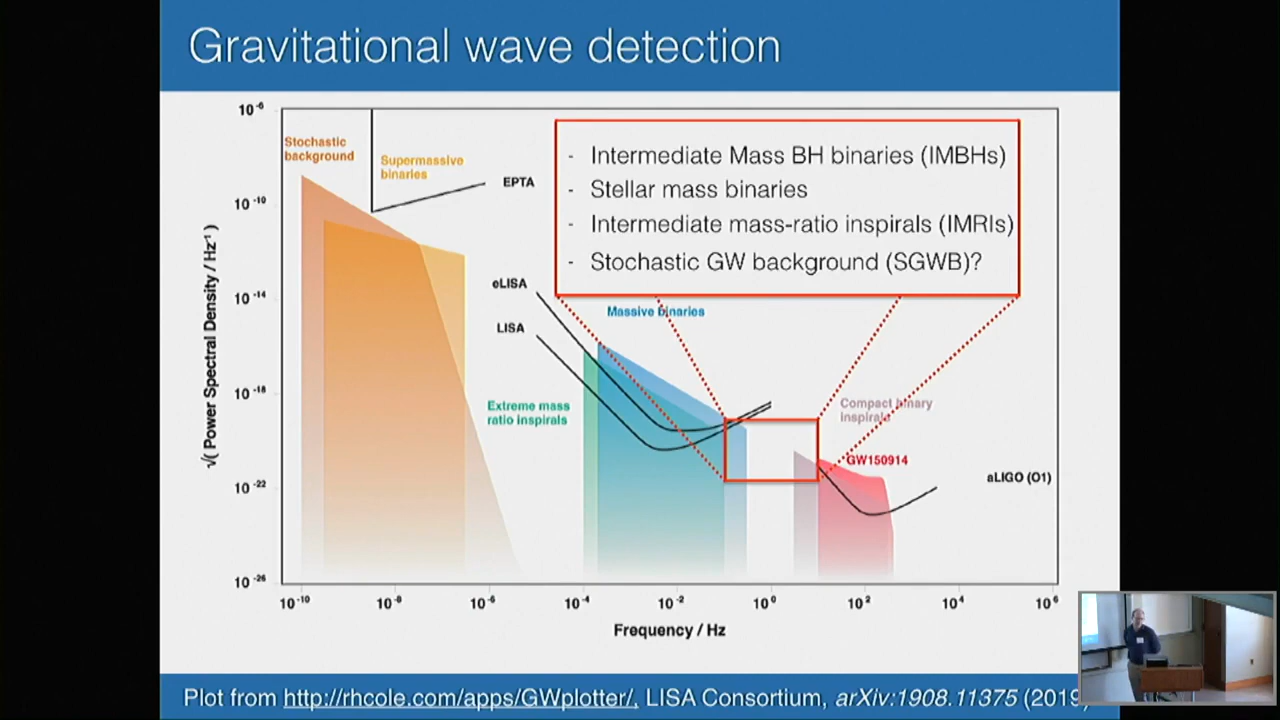 Gravitational wave detection
10⁻⁶
10⁻¹⁰
10⁻¹⁴
10⁻¹⁸
10⁻²²
10⁻²⁶
√( Power Spectral Density / Hz⁻¹ )
Stochastic
background
Supermassive
binaries
EPTA
- Intermediate Mass BH binaries (IMBHs)
- Stellar mass binaries
- Intermediate mass-ratio inspirals (IMRIs)
- Stochastic GW background (SGWB)?
eLISA
LISA
Massive binaries
Extreme mass
ratio inspirals
Compact binary
inspirals
GW150914
aLIGO (O1)
10⁻¹⁰ 10⁻⁸ 10⁻⁶ 10⁻⁴ 10⁻² 10⁰ 10² 10⁴ 10⁶
Frequency / Hz
Plot from http://rhcole.com/apps/GWplotter/, LISA Consortium, arXiv:1908.11375 (2019)